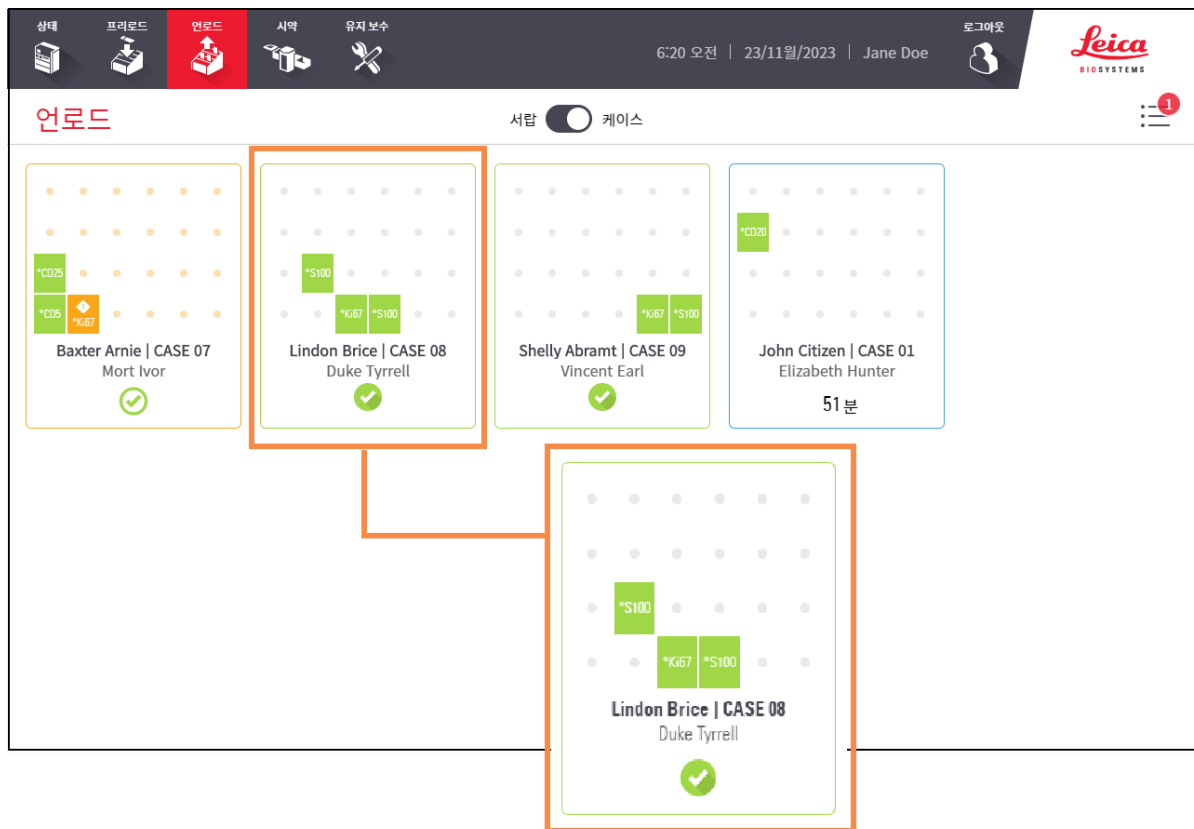 상태
프리로드
언로드
시약
유지 보수
6:20 오전 | 23/11월/2023 | Jane Doe
로그아웃
Leica
BIOSYSTEMS
언로드
서랍
케이스
1
*CD25
*CD5
*Ki67
Baxter Arnie | CASE 07
Mort Ivor
*S100
*Ki67 *S100
Lindon Brice | CASE 08
Duke Tyrrell
*Ki67 *S100
Shelly Abramt | CASE 09
Vincent Earl
*CD20
John Citizen | CASE 01
Elizabeth Hunter
51 분
*S100
*Ki67 *S100
Lindon Brice | CASE 08
Duke Tyrrell